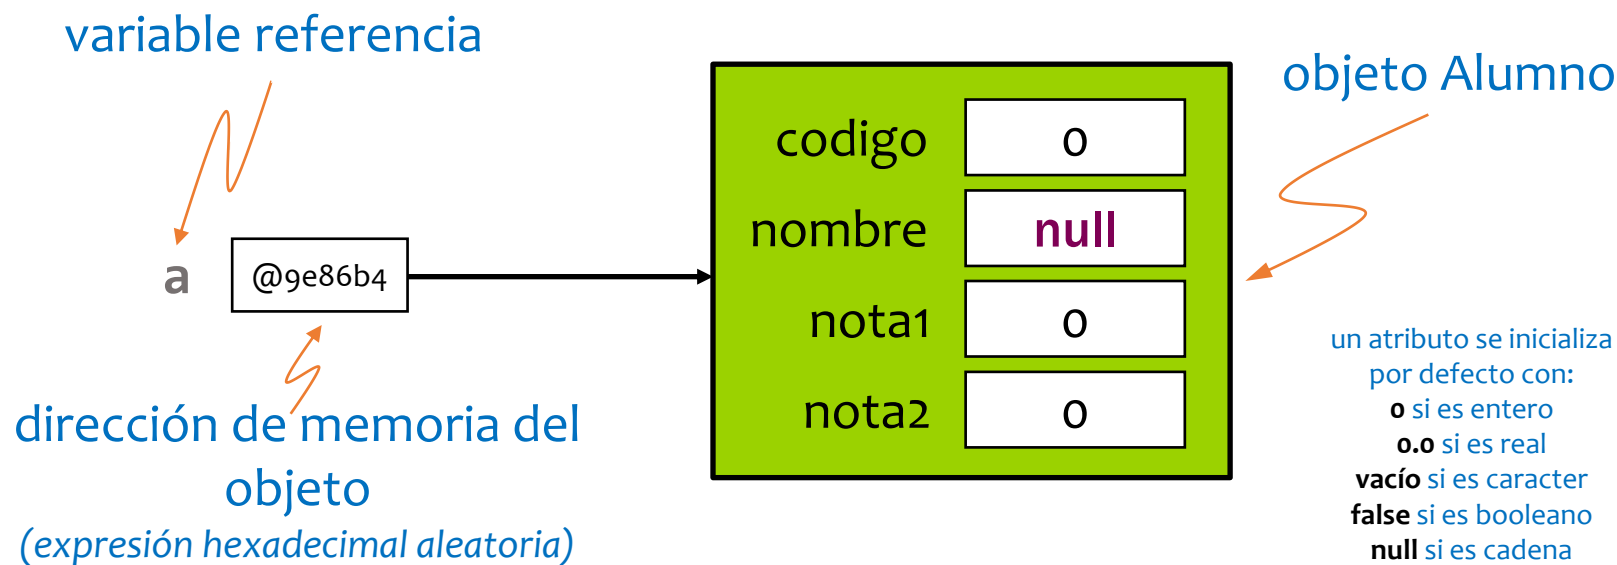 variable referencia
objeto Alumno
codigo 0
nombre null
a @9e86b4
nota1 0
nota2 0
dirección de memoria del
objeto
(expresión hexadecimal aleatoria)
un atributo se inicializa
por defecto con:
0 si es entero
0.0 si es real
vacío si es caracter
false si es booleano
null si es cadena